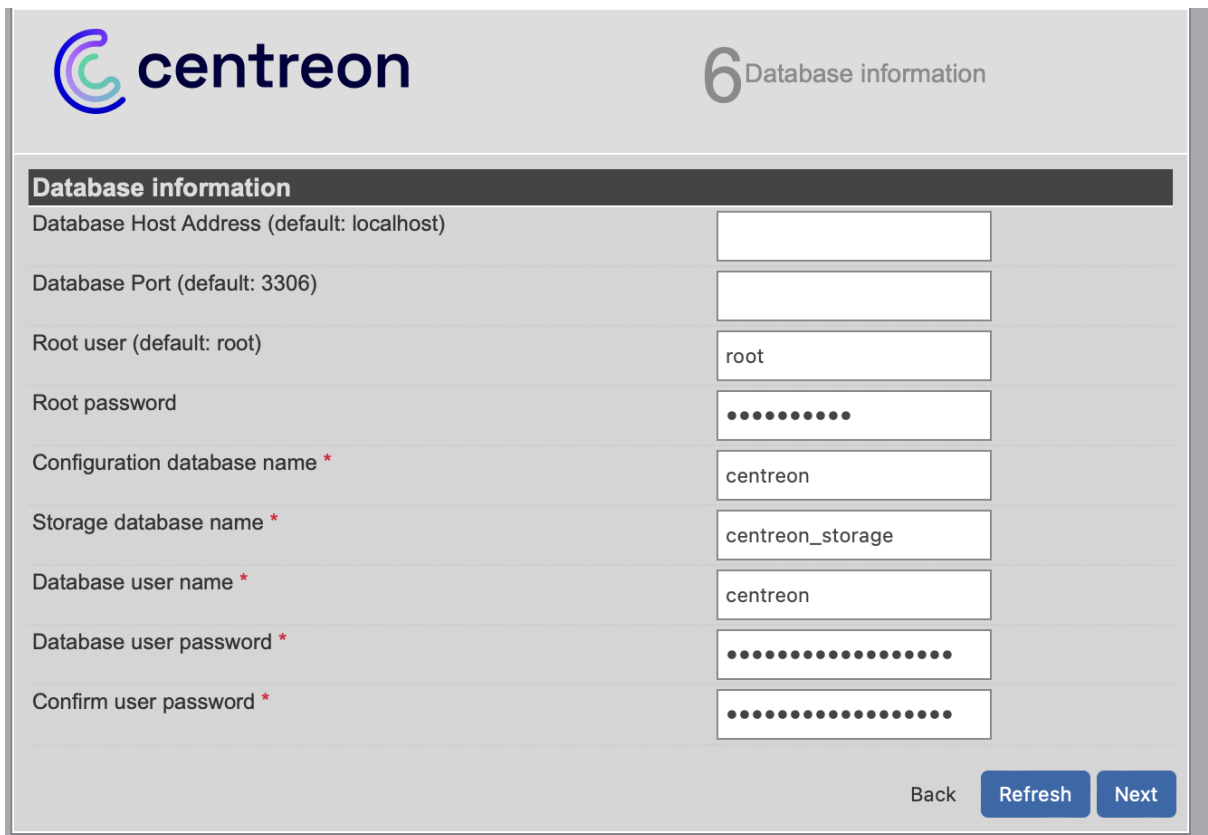 centreon
6 Database information
Database information
Database Host Address (default: localhost)
Database Port (default: 3306)
Root user (default: root) root
Root password ••••••••••
Configuration database name * centreon
Storage database name * centreon_storage
Database user name * centreon
Database user password * ••••••••••••••••••
Confirm user password * ••••••••••••••••••
Back Refresh Next